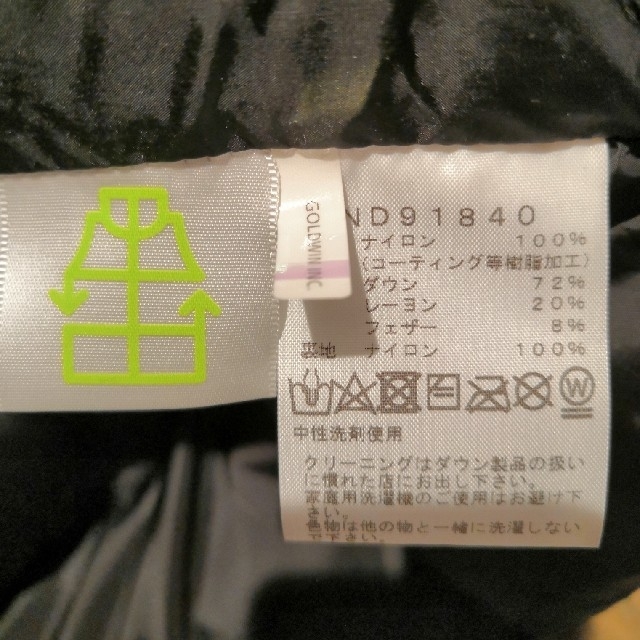 GOLDWIN INC
ND91840
ナイロン 100%
(コーティング等樹脂加工)
ダウン 72%
レーヨン 20%
フェザー 8%
ナイロン 100%
W
中性洗剤使用
クリーニングはダウン製品の扱い
に慣れた店にお出し下さい。
家庭用洗濯機のご使用はお避け下
さい。
色物は他の物と一緒に洗濯しない
で下さい。